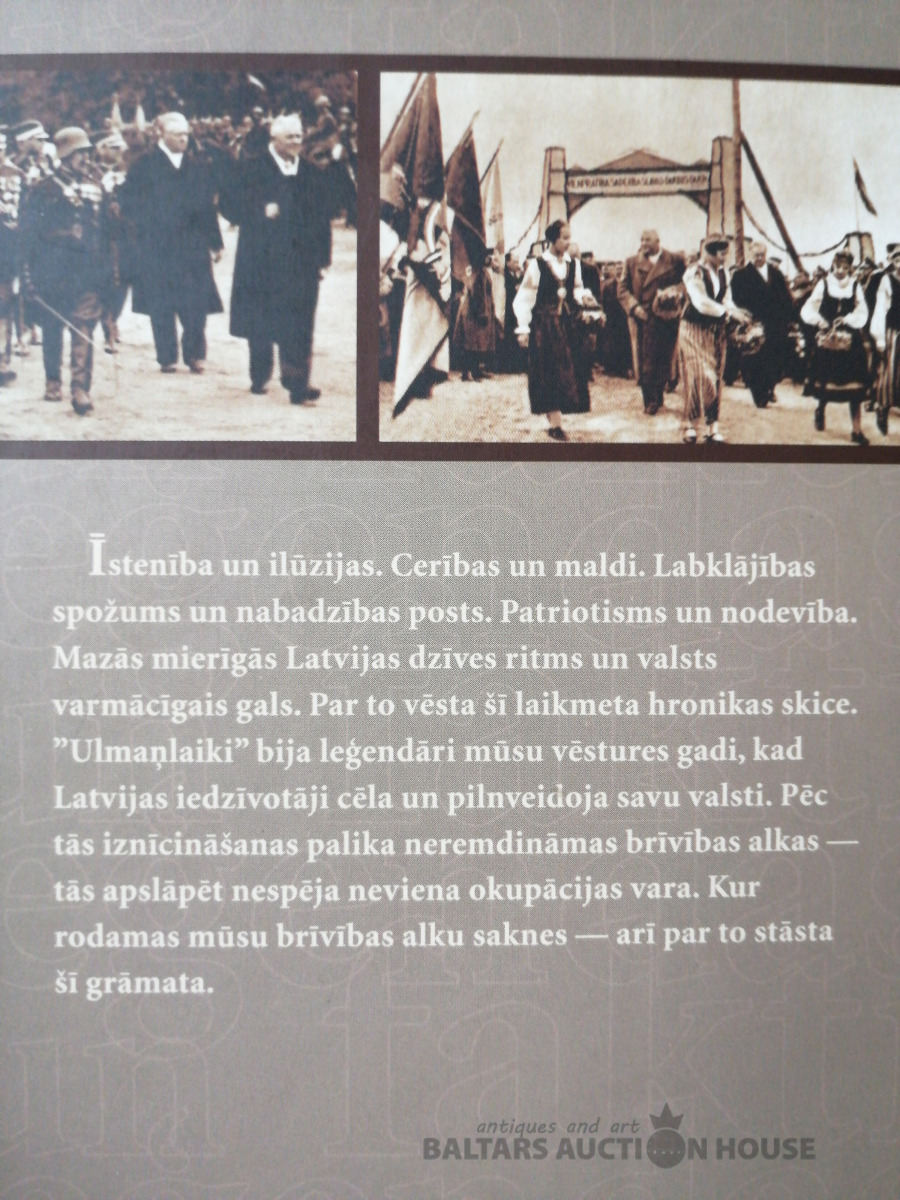 Īstenība un ilūzijas. Cerības un maldi. Labklājības
spožums un nabadzības posts. Patriotisms un nodevība.
Mazās mierīgās Latvijas dzīves ritms un valsts
varmācīgais gals. Par to vēsta šī laikmeta hronikas skice.
”Ulmaņlaiki” bija leģendāri mūsu vēstures gadi, kad
Latvijas iedzīvotāji cēla un pilnveidoja savu valsti. Pēc
tās iznīcināšanas palika neremdināmas brīvības alkas —
tās apslāpēt nespēja neviena okupācijas vara. Kur
rodamas mūsu brīvības alku saknes — arī par to stāsta
šī grāmata.
antiques and art
BALTARS AUCTION HOUSE